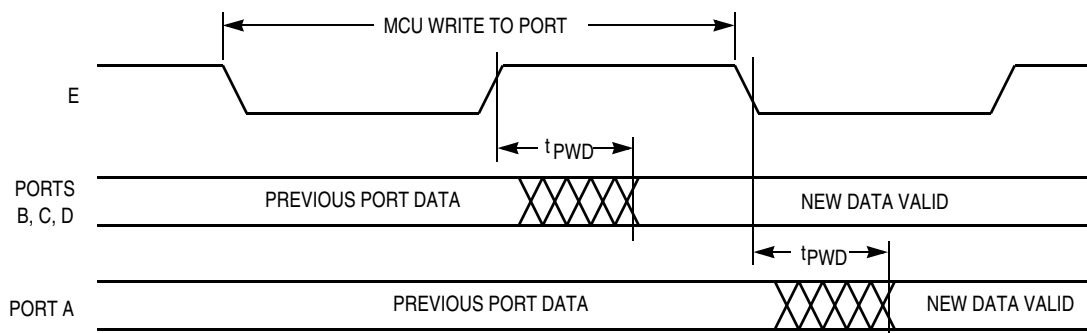 MCU WRITE TO PORT
E
t PWD
PORTS
B, C, D
PREVIOUS PORT DATA
NEW DATA VALID
tPWD
PORT A
PREVIOUS PORT DATA
NEW DATA VALID